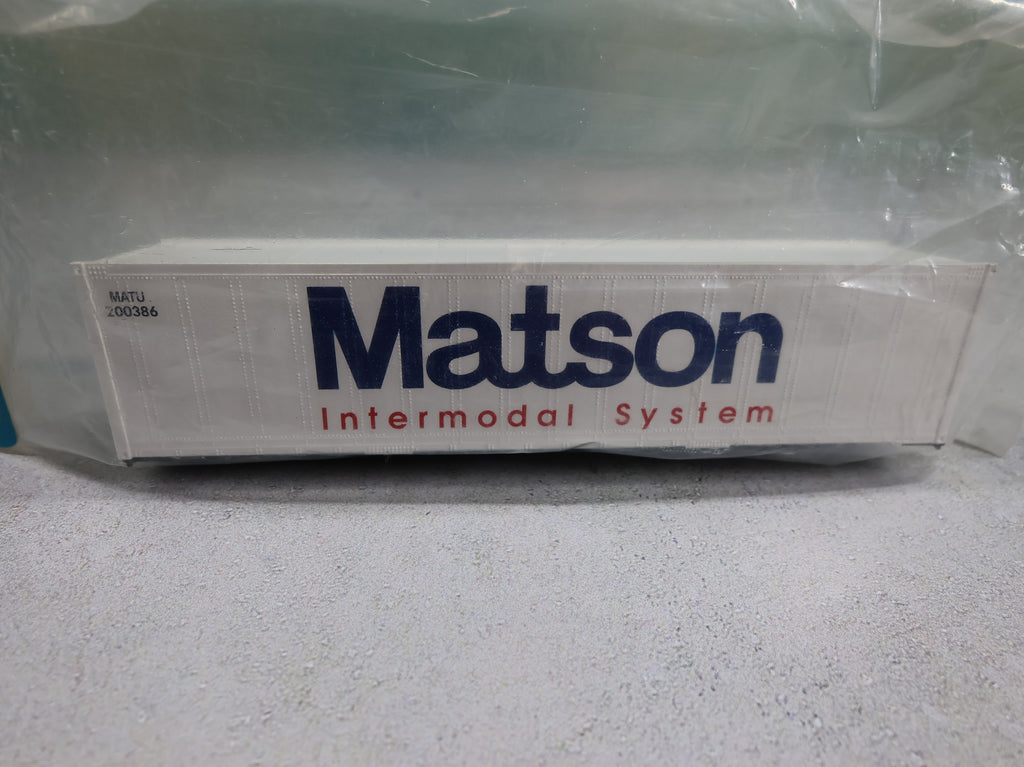 MATU
200386
Matson
Intermodal System